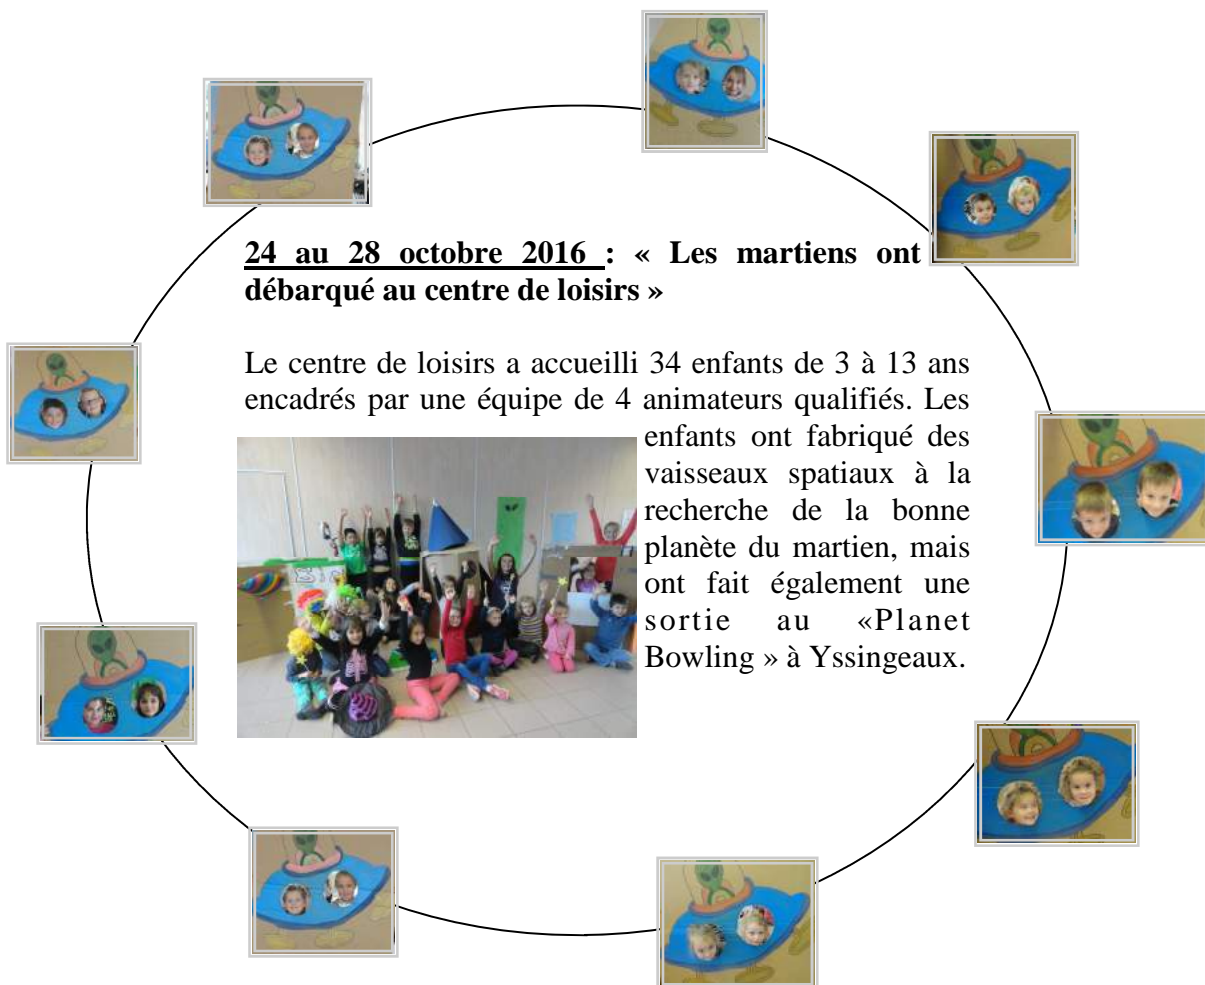 24 au 28 octobre 2016 : « Les martiens ont
débarqué au centre de loisirs »
Le centre de loisirs a accueilli 34 enfants de 3 à 13 ans
encadrés par une équipe de 4 animateurs qualifiés. Les
enfants ont fabriqué des
vaisseaux spatiaux à la
recherche de la bonne
planète du martien, mais
ont fait également une
sortie au «Planet
Bowling » à Yssingeaux.